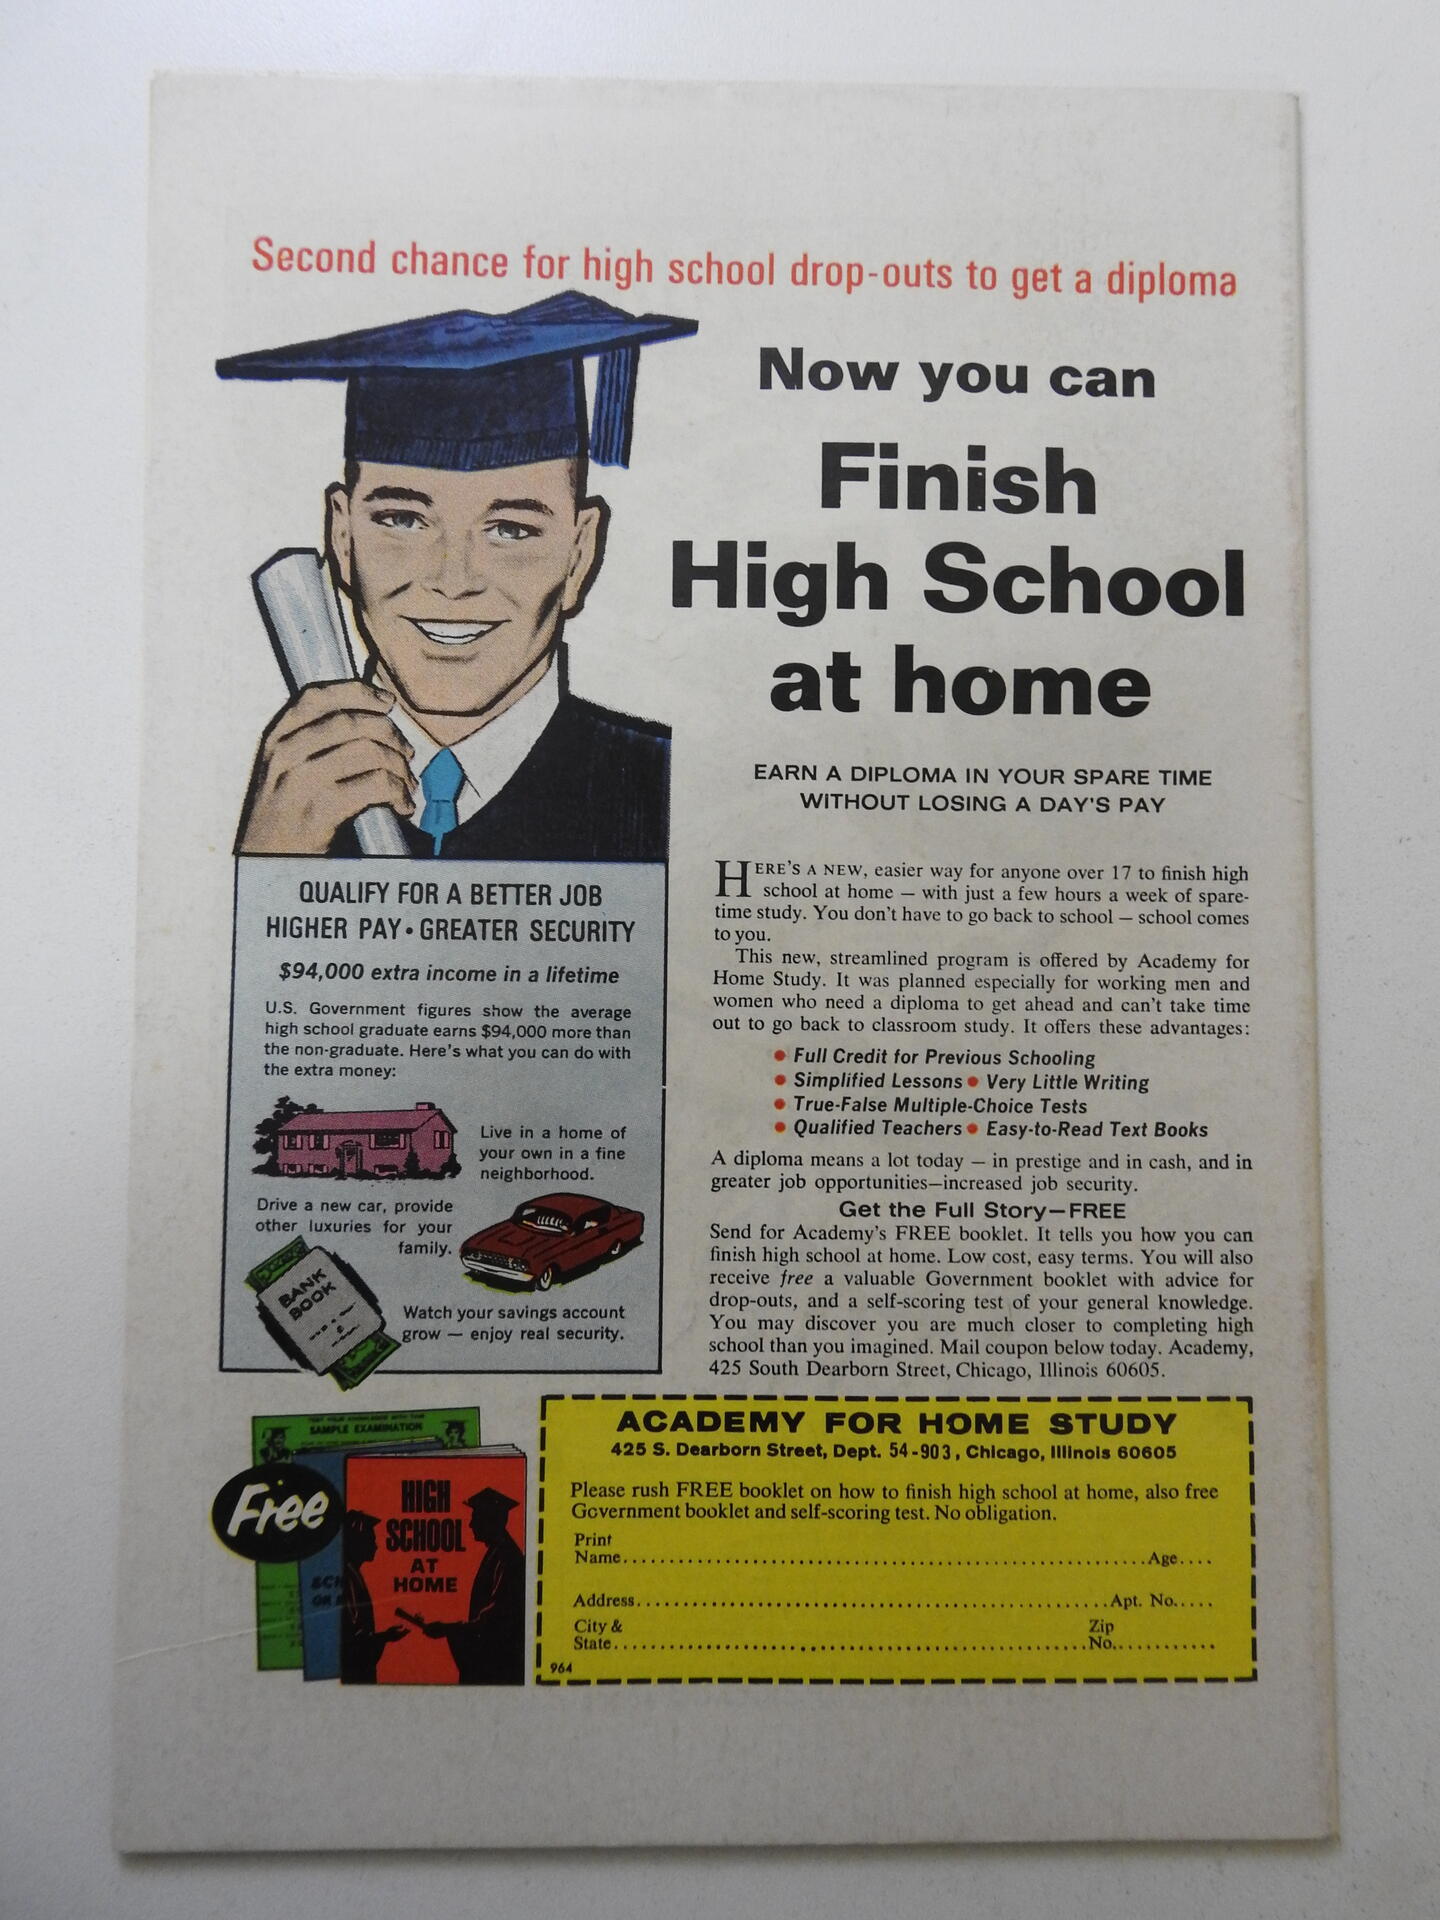 Second chance for high school drop-outs to get a diploma
Now you can
Finish
High School
at home
EARN A DIPLOMA IN YOUR SPARE TIME
WITHOUT LOSING A DAY'S PAY
HERE'S A NEW, easier way for anyone over 17 to finish high
school at home — with just a few hours a week of spare-
time study. You don't have to go back to school — school comes
to you.
This new, streamlined program is offered by Academy for
Home Study. It was planned especially for working men and
women who need a diploma to get ahead and can't take time
out to go back to classroom study. It offers these advantages:
• Full Credit for Previous Schooling
• Simplified Lessons • Very Little Writing
• True-False Multiple-Choice Tests
• Qualified Teachers • Easy-to-Read Text Books
A diploma means a lot today — in prestige and in cash, and in
greater job opportunities—increased job security.
Get the Full Story—FREE
Send for Academy's FREE booklet. It tells you how you can
finish high school at home. Low cost, easy terms. You will also
receive free a valuable Government booklet with advice for
drop-outs, and a self-scoring test of your general knowledge.
You may discover you are much closer to completing high
school than you imagined. Mail coupon below today. Academy,
425 South Dearborn Street, Chicago, Illinois 60605.
QUALIFY FOR A BETTER JOB
HIGHER PAY • GREATER SECURITY
$94,000 extra income in a lifetime
U.S. Government figures show the average
high school graduate earns $94,000 more than
the non-graduate. Here's what you can do with
the extra money:
Live in a home of
your own in a fine
neighborhood.
Drive a new car, provide
other luxuries for your
family.
BANK
BOOK
Watch your savings account
grow — enjoy real security.
TEST YOUR KNOWLEDGE WITH THIS
SAMPLE EXAMINATION
Free
HIGH
SCHOOL
AT
HOME
ACADEMY FOR HOME STUDY
425 S. Dearborn Street, Dept. 54-903, Chicago, Illinois 60605
Please rush FREE booklet on how to finish high school at home, also free
Government booklet and self-scoring test. No obligation.
Print
Name..........Age....
Address..........Apt. No.....
City & Zip
State..........No...........
964